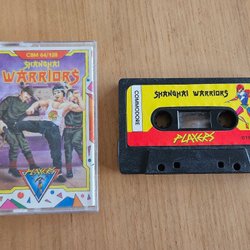 CBM 64/128
SHANGHAI
WARRIORS
PLAYERS
COMMODORE
SHANGHAI WARRIORS
PLAYERS